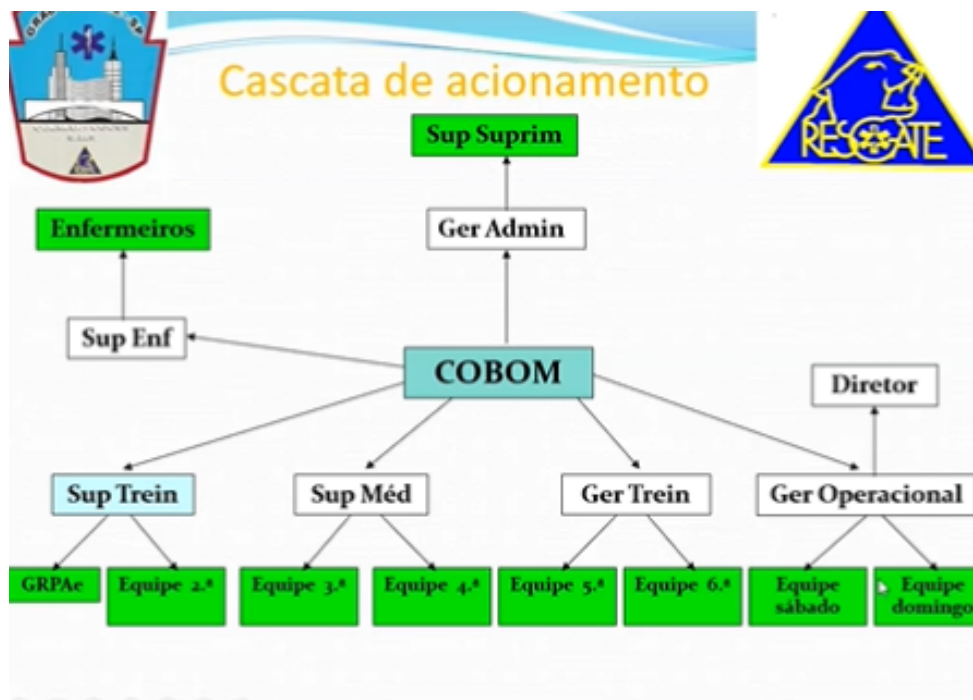 Cascata de acionamento
RESGATE
Sup Suprim
Enfermeiros
Ger Admin
Sup Enf
COBOM
Diretor
Sup Trein
Sup Méd
Ger Trein
Ger Operacional
GRPAe
Equipe 2.ª
Equipe 3.ª
Equipe 4.ª
Equipe 5.ª
Equipe 6.ª
Equipe
sábado
Equipe
domingo